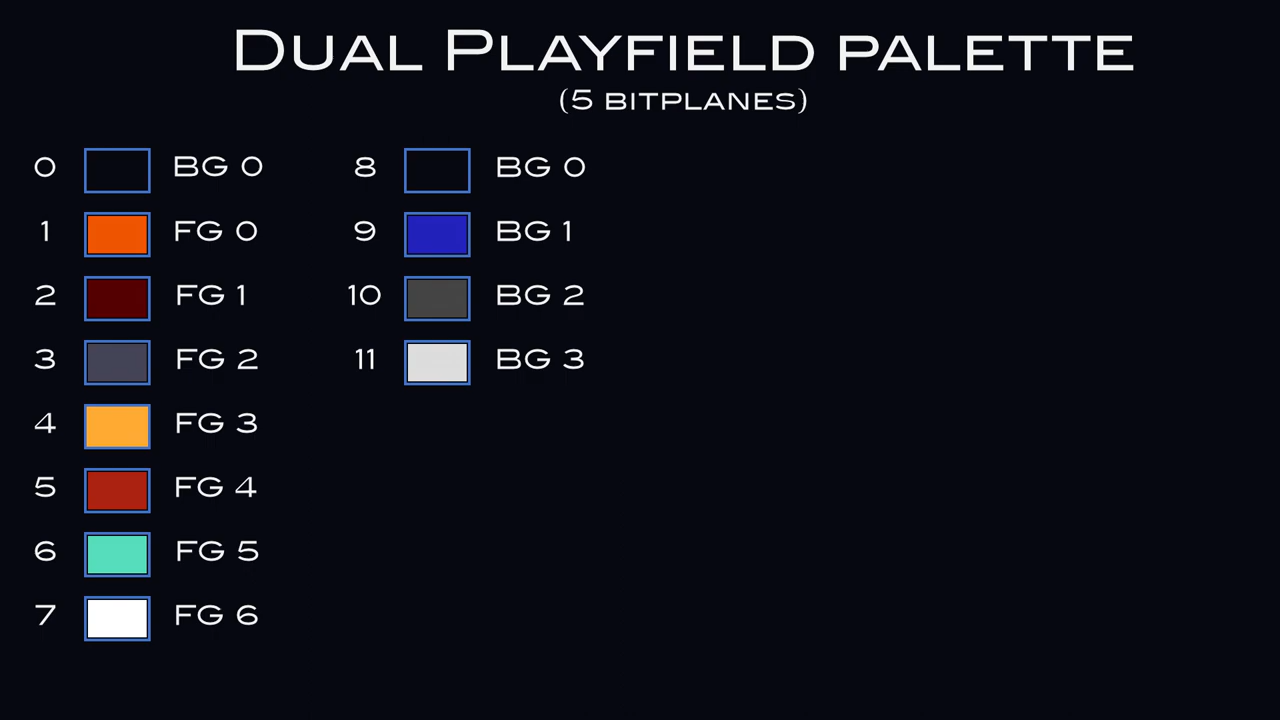 Dual Playfield palette
(5 bitplanes)
0 BG 0
1 FG 0
2 FG 1
3 FG 2
4 FG 3
5 FG 4
6 FG 5
7 FG 6
8 BG 0
9 BG 1
10 BG 2
11 BG 3